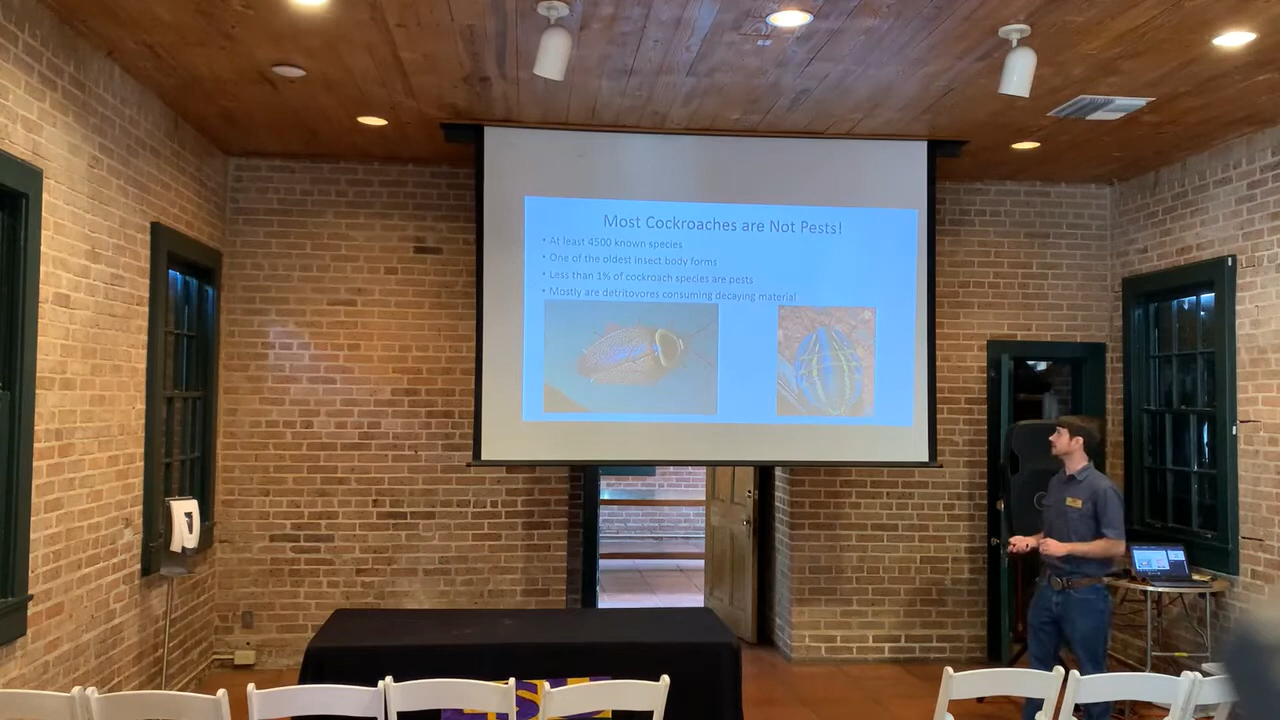 Most Cockroaches are Not Pests!
• At least 4500 known species
• One of the oldest insect body forms
• Less than 1% of cockroach species are pests
• Mostly are detritovores consuming decaying material